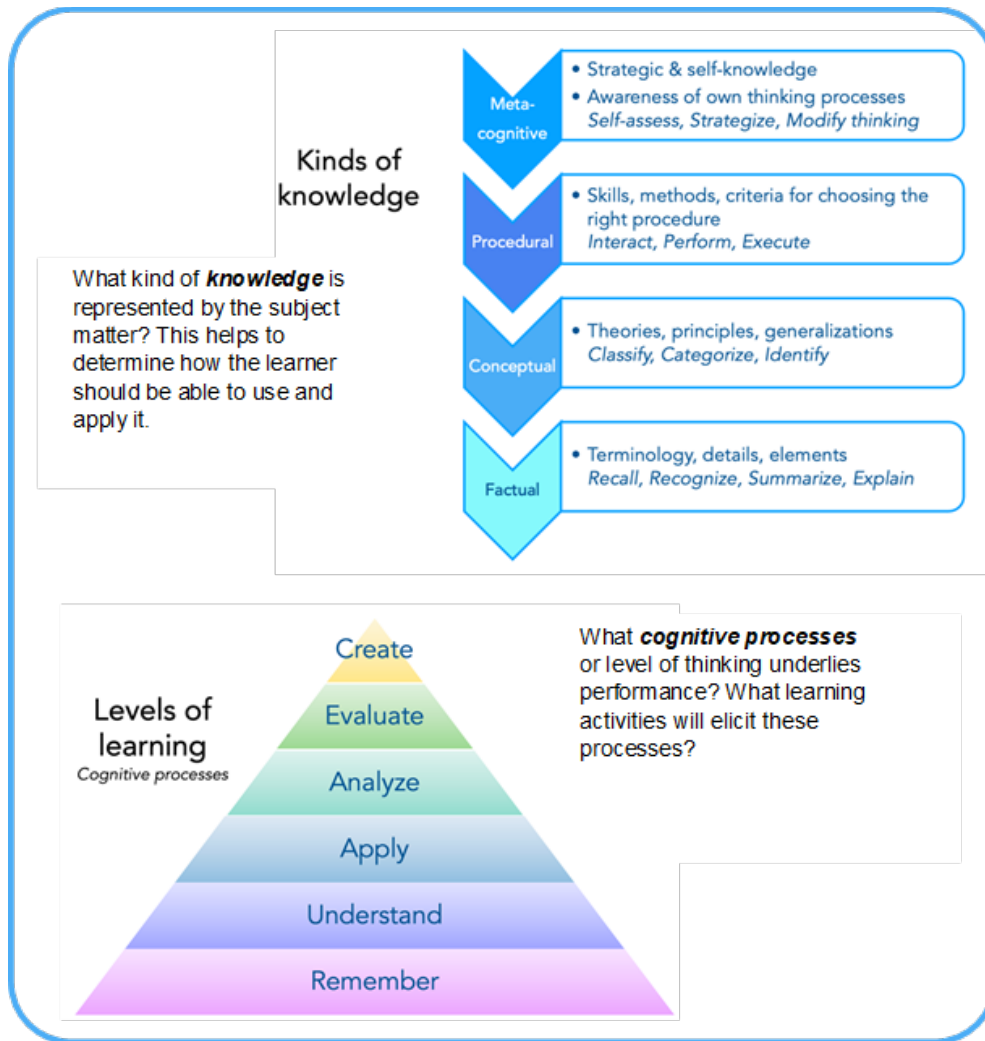 Kinds of
knowledge
Meta-
cognitive
• Strategic & self-knowledge
• Awareness of own thinking processes
Self-assess, Strategize, Modify thinking
Procedural
• Skills, methods, criteria for choosing the
right procedure
Interact, Perform, Execute
Conceptual
• Theories, principles, generalizations
Classify, Categorize, Identify
Factual
• Terminology, details, elements
Recall, Recognize, Summarize, Explain
What kind of knowledge is
represented by the subject
matter? This helps to
determine how the learner
should be able to use and
apply it.
Levels of
learning
Cognitive processes
Create
Evaluate
Analyze
Apply
Understand
Remember
What cognitive processes
or level of thinking underlies
performance? What learning
activities will elicit these
processes?